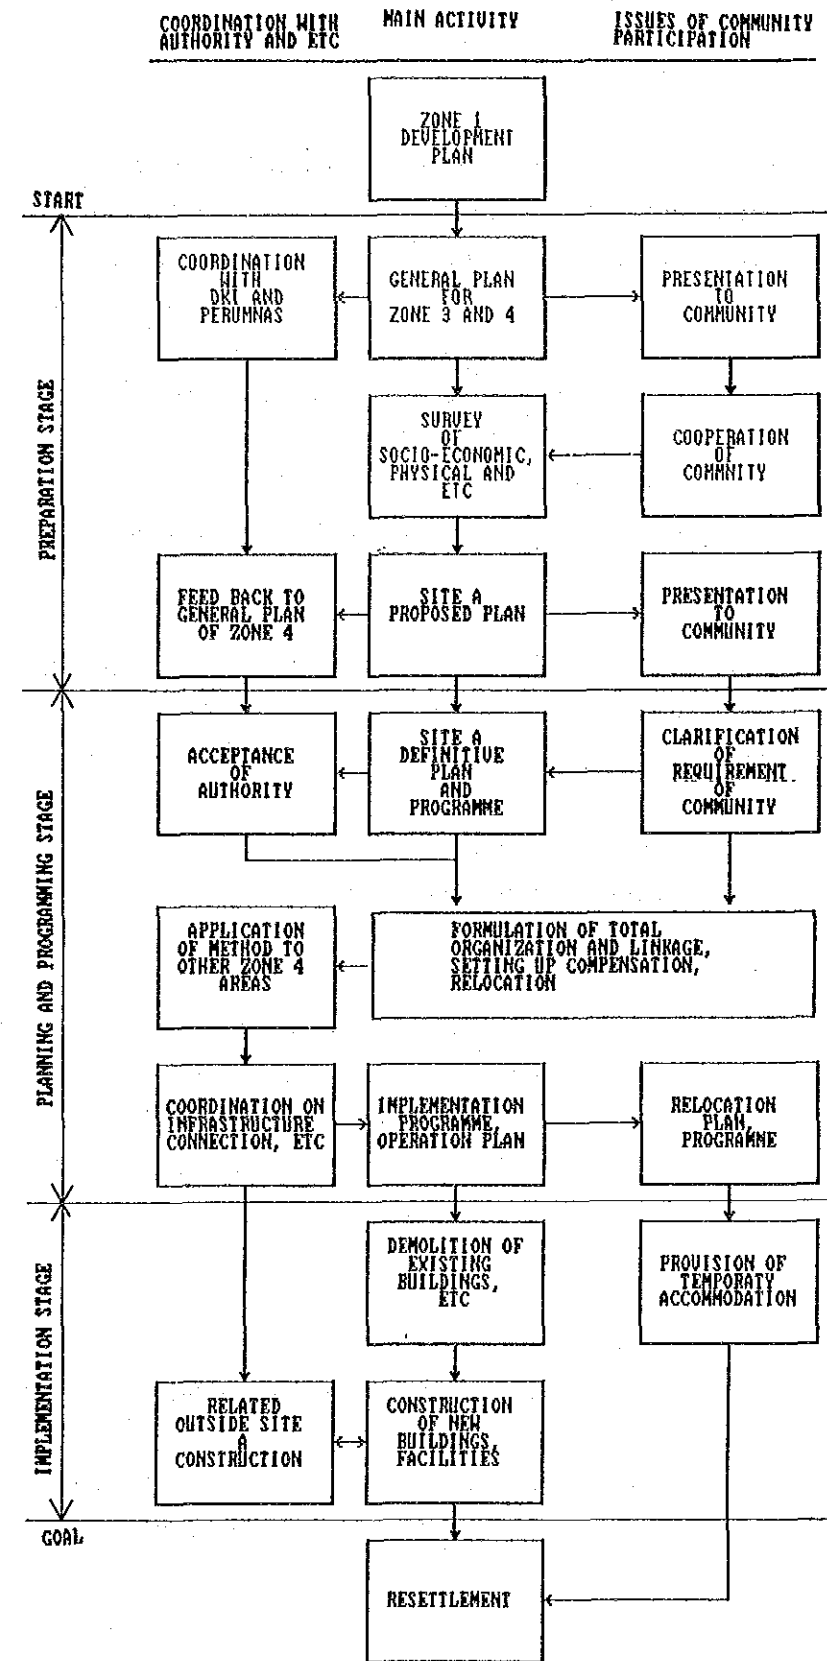 COORDINATION WITH
AUTHORITY AND ETC
MAIN ACTIVITY
ISSUES OF COMMUNITY
PARTICIPATION
ZONE 1
DEVELOPMENT
PLAN
START
PREPARATION STAGE
COORDINATION
WITH
DKI AND
PERUMNAS
GENERAL PLAN
FOR
ZONE 3 AND 4
PRESENTATION
TO
COMMUNITY
SURVEY
OF
SOCIO-ECONOMIC,
PHYSICAL AND
ETC
COOPERATION
OF
COMMNITY
FEED BACK TO
GENERAL PLAN
OF ZONE 4
SITE A
PROPOSED PLAN
PRESENTATION
TO
COMMUNITY
PLANNING AND PROGRAMMING STAGE
ACCEPTANCE
OF
AUTHORITY
SITE A
DEFINITIVE
PLAN
AND
PROGRAMME
CLARIFICATION
OF
REQUIREMENT
OF
COMMUNITY
APPLICATION
OF METHOD TO
OTHER ZONE 4
AREAS
FORMULATION OF TOTAL
ORGANIZATION AND LINKAGE,
SETTING UP COMPENSATION,
RELOCATION
COORDINATION ON
INFRASTRUCTURE
CONNECTION, ETC
IMPLEMENTATION
PROGRAMME,
OPERATION PLAN
RELOCATION
PLAN,
PROGRAMME
IMPLEMENTATION STAGE
DEMOLITION OF
EXISTING
BUILDINGS,
ETC
PROVISION OF
TEMPORATY
ACCOMMODATION
RELATED
OUTSIDE SITE
A
CONSTRUCTION
CONSTRUCTION
OF NEW
BUILDINGS,
FACILITIES
GOAL
RESETTLEMENT